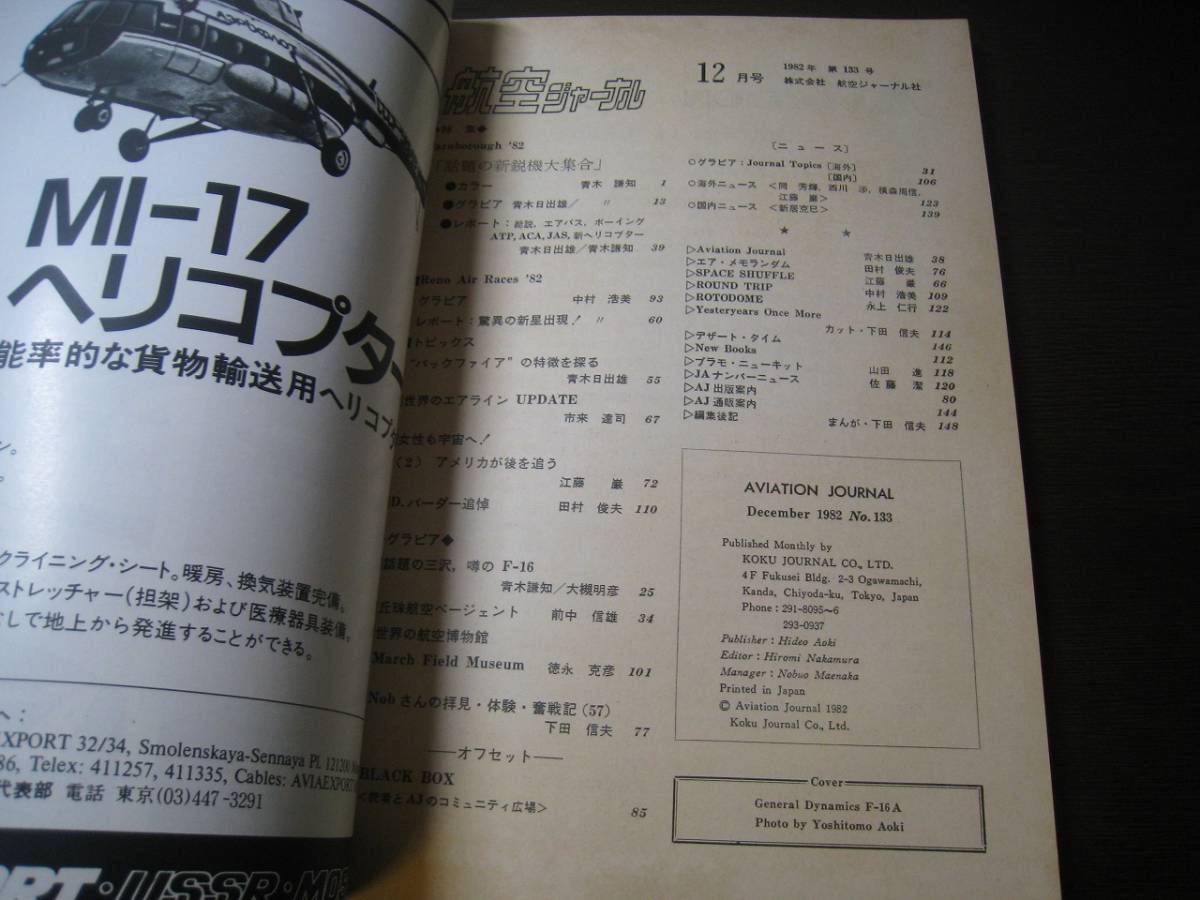 АЭРОФЛОТ
MI-17
ヘリコプター
能率的な貨物輸送用ヘリコプ
ン。
クライニング・シート。暖房、換気装置完備。
ストレッチャー(担架)および医療器具装備。
しで地上から発進することができる。
へ:
EXPORT 32/34, Smolenskaya-Sennaya Pl. 121200
86, Telex: 411257, 411335, Cables: AVIAEXPORT
代表部 電話 東京(03)447-3291
PORT・USSR・MOS
航空ジャーナル
12月号
1982年 第133号
株式会社 航空ジャーナル社
集◆
arnborough '82
「話題の新鋭機大集合」
●カラー 青木 謙知 1
●グラビア 青木日出雄/ 〃 13
●レポート:総説, エアバス, ボーイング
ATP, ACA, JAS, 新ヘリコプター
青木日出雄/青木謙知 39
Reno Air Races '82
グラビア 中村 浩美 93
レポート:驚異の新星出現! 〃 60
トピックス
"バックファイア"の特徴を探る
青木日出雄 55
世界のエアライン UPDATE
市来 達司 67
女性も宇宙へ!
(2) アメリカが後を追う
江藤 巌 72
D.バーダー追悼 田村 俊夫 110
グラビア◆
話題の三沢, 噂の F-16
青木謙知/大槻明彦 25
丘珠航空ページェント 前中 信雄 34
世界の航空博物館
March Field Museum 徳永 克彦 101
Nobさんの拝見・体験・奮戦記(57)
下田 信夫 77
──オフセット──
BLACK BOX
<読者とAJのコミュニティ広場> 85
〔ニュース〕
○グラビア:Journal Topics〔海外〕 31
〔国内〕 106
○海外ニュース <岡 秀輝, 西川 渉, 横森周信,
江藤 巌> 123
○国内ニュース <新居克巳> 139
★ ★
▷Aviation Journal 青木日出雄 38
▷エア・メモランダム 田村 俊夫 76
▷SPACE SHUFFLE 江藤 巌 66
▷ROUND TRIP 中村 浩美 109
▷ROTODOME 永上 仁行 122
▷Yesteryears Once More
カット・下田 信夫 114
▷デザート・タイム 146
▷New Books 112
▷プラモ・ニューキット 山田 進 118
▷JAナンバーニュース 佐藤 潔 120
▷AJ出版案内 80
▷AJ通販案内 144
▷編集後記 まんが・下田 信夫 148
AVIATION JOURNAL
December 1982 No. 133
Published Monthly by
KOKU JOURNAL CO., LTD.
4F Fukusei Bldg. 2-3 Ogawamachi,
Kanda, Chiyoda-ku, Tokyo, Japan
Phone: 291-8095~6
293-0937
Publisher: Hideo Aoki
Editor: Hiromi Nakamura
Manager: Nobuo Maenaka
Printed in Japan
© Aviation Journal 1982
Koku Journal Co., Ltd.
Cover
General Dynamics F-16A
Photo by Yoshitomo Aoki